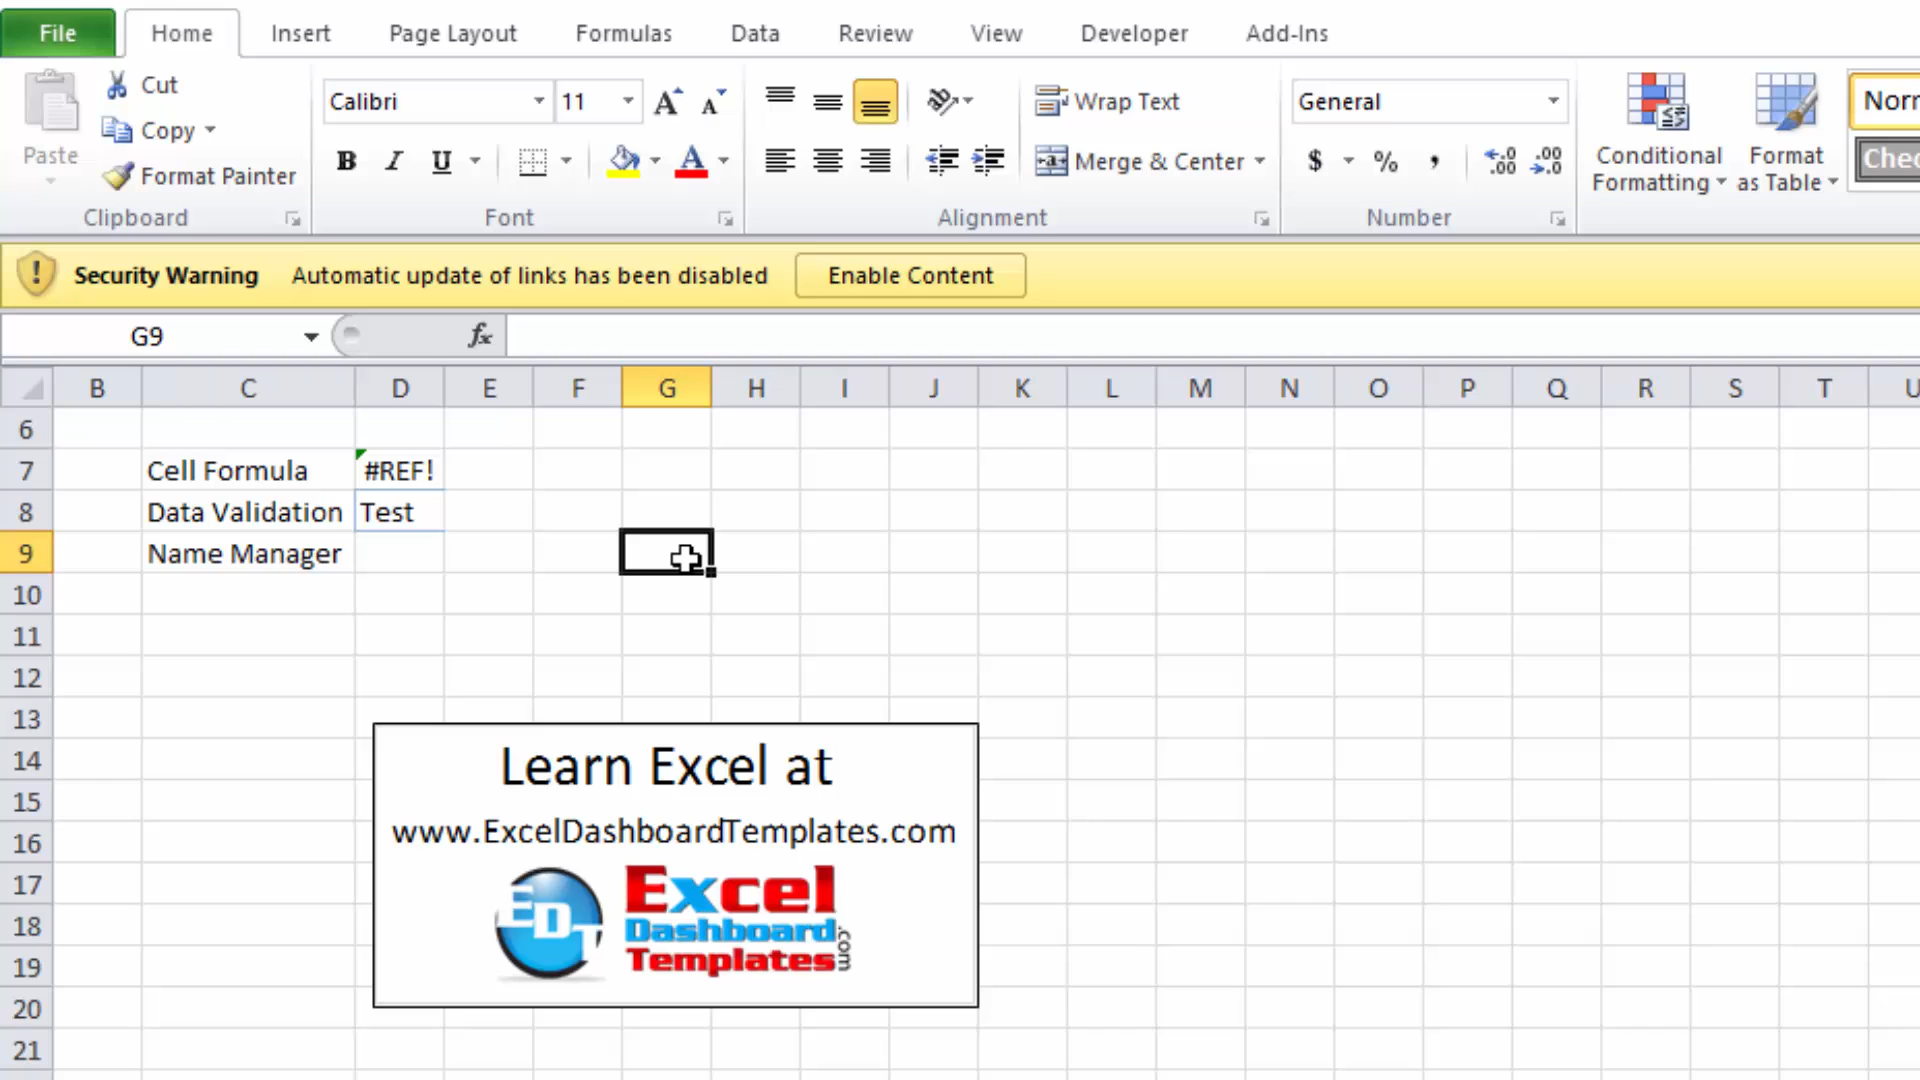 File Home Insert Page Layout Formulas Data Review View Developer Add-Ins
Paste
Cut
Copy
Format Painter
Clipboard
Calibri 11
B I U
Font
Wrap Text
Merge & Center
Alignment
General
$ % ,
Number
Conditional
Formatting
Format
as Table
Security Warning Automatic update of links has been disabled Enable Content
G9 fx
B C D E F G H I J K L M N O P Q R S T U
6
7 Cell Formula #REF!
8 Data Validation Test
9 Name Manager
10
11
12
13
14
15
16
17
18
19
20
21
Learn Excel at
www.ExcelDashboardTemplates.com
EDT
Excel
Dashboard
Templates
.com